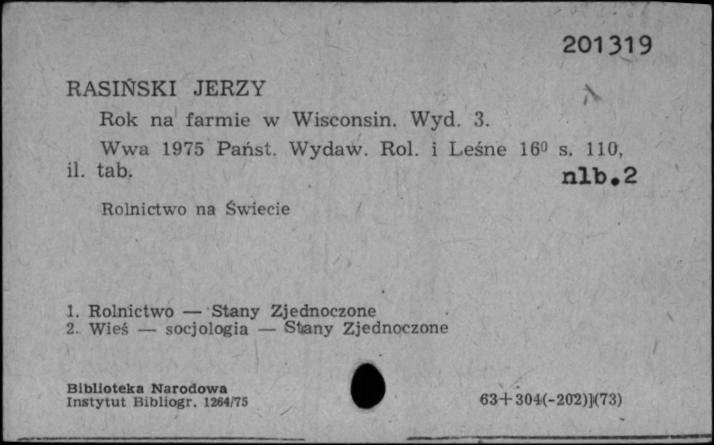 201319
RASIŃSKI JERZY
Rok na farmie w Wisconsin. Wyd. 3.
Wwa 1975 Państ. Wydaw. Rol. i Leśne 16⁰ s. 110,
il. tab.
nlb.2
Rolnictwo na Świecie
1. Rolnictwo — Stany Zjednoczone
2. Wieś — socjologia — Stany Zjednoczone
Biblioteka Narodowa
Instytut Bibliogr. 1264/75
63+304(-202)](73)